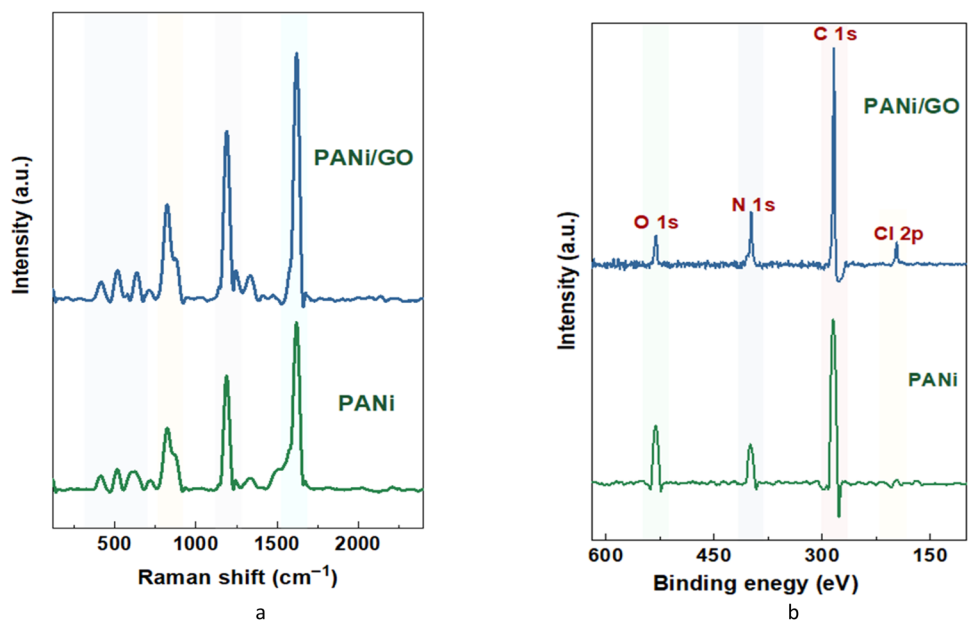 Intensity (a.u.)
PANi/GO
PANi
500
1000
1500
2000
Raman shift (cm⁻¹)
a
Intensity (a.u.)
C 1s
PANi/GO
N 1s
O 1s
Cl 2p
PANi
600
450
300
150
Binding enegy (eV)
b